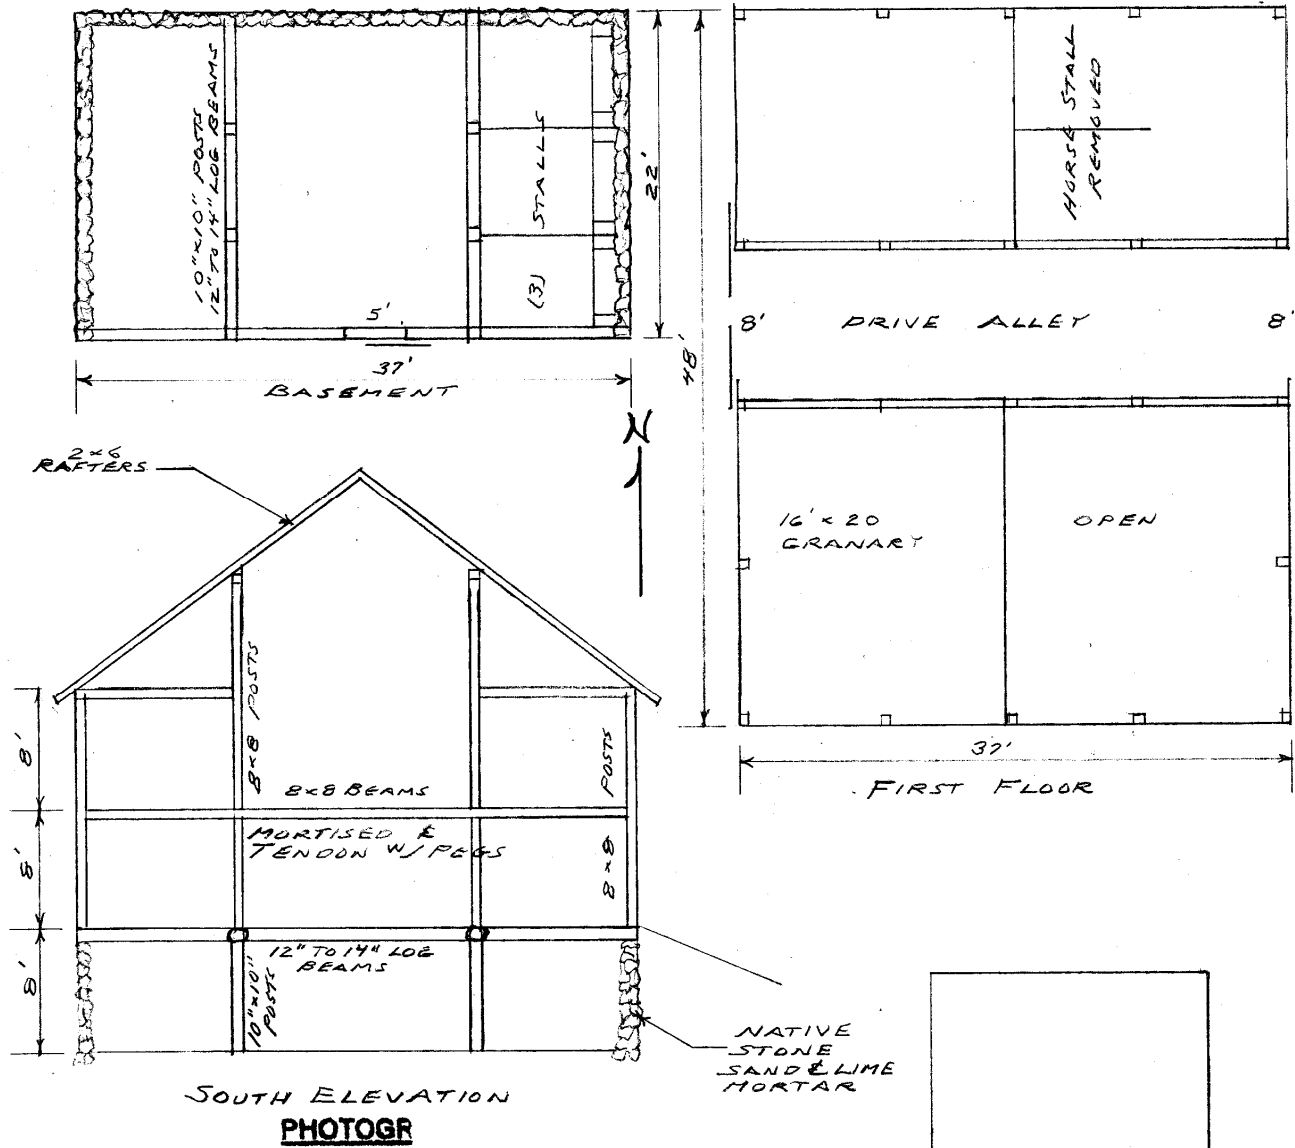 10"x10" POSTS
12" TO 14" LOG BEAMS
STALLS
(3)
5'
22'
37'
BASEMENT
HORSE STALL
REMOVED
8' DRIVE ALLEY 8'
48'
16' x 20
GRANARY
OPEN
37'
FIRST FLOOR
N
2x6
RAFTERS
8x8 POSTS
8x8 BEAMS
MORTISED &
TENDON W/ PEGS
8x8 POSTS
8'
8'
8'
12" TO 14" LOG
BEAMS
10"x10"
POSTS
NATIVE
STONE
SAND & LIME
MORTAR
SOUTH ELEVATION
PHOTOGR